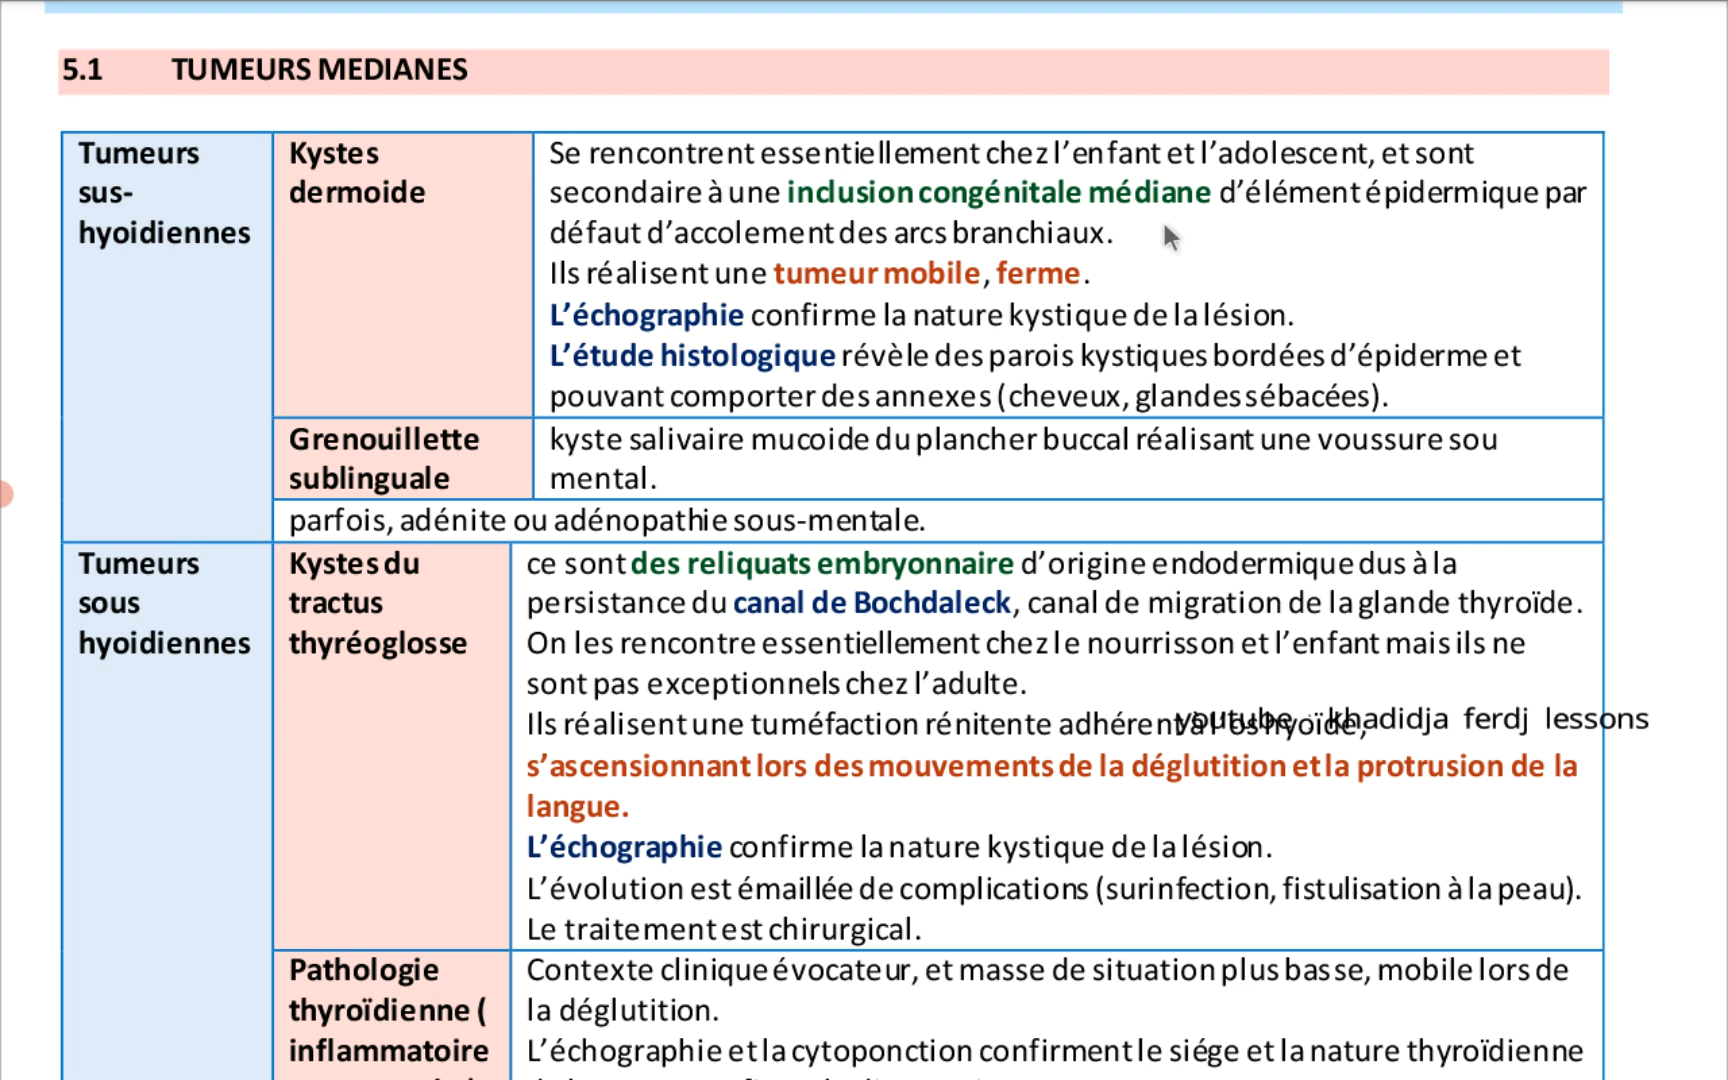 5.1 TUMEURS MEDIANES
Tumeurs
sus-
hyoidiennes
Kystes
dermoide
Se rencontrent essentiellement chez l’enfant et l’adolescent, et sont
secondaire à une inclusion congénitale médiane d’élément épidermique par
défaut d’accolement des arcs branchiaux.
Ils réalisent une tumeur mobile, ferme.
L’échographie confirme la nature kystique de la lésion.
L’étude histologique révèle des parois kystiques bordées d’épiderme et
pouvant comporter des annexes (cheveux, glandes sébacées).
Grenouillette
sublinguale
kyste salivaire mucoide du plancher buccal réalisant une voussure sou
mental.
parfois, adénite ou adénopathie sous-mentale.
Tumeurs
sous
hyoidiennes
Kystes du
tractus
thyréoglosse
ce sont des reliquats embryonnaire d’origine endodermique dus à la
persistance du canal de Bochdaleck, canal de migration de la glande thyroïde.
On les rencontre essentiellement chez le nourrisson et l’enfant mais ils ne
sont pas exceptionnels chez l’adulte.
Ils réalisent une tuméfaction rénitente adhérent à l’os hyoïde,
youtube : khadidja ferdj lessons
s’ascensionnant lors des mouvements de la déglutition et la protrusion de la
langue.
L’échographie confirme la nature kystique de la lésion.
L’évolution est émaillée de complications (surinfection, fistulisation à la peau).
Le traitement est chirurgical.
Pathologie
thyroïdienne (
inflammatoire
Contexte clinique évocateur, et masse de situation plus basse, mobile lors de
la déglutition.
L’échographie et la cytoponction confirment le siége et la nature thyroïdienne